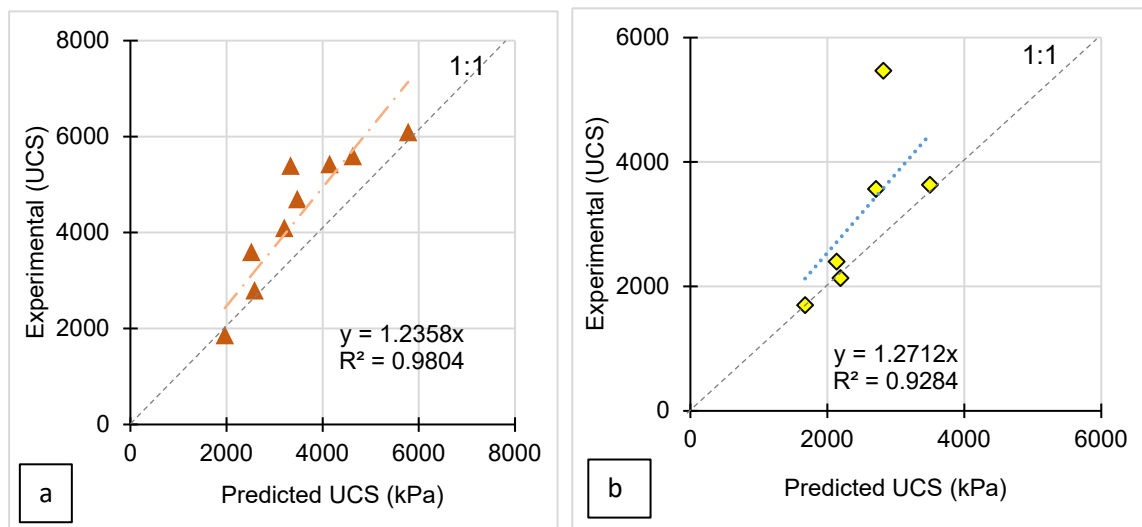 8000
6000
4000
2000
0
0 2000 4000 6000 8000
Experimental (UCS)
Predicted UCS (kPa)
1:1
y = 1.2358x
R² = 0.9804
a
6000
4000
2000
0
0 2000 4000 6000
Experimental (UCS)
Predicted UCS (kPa)
1:1
y = 1.2712x
R² = 0.9284
b